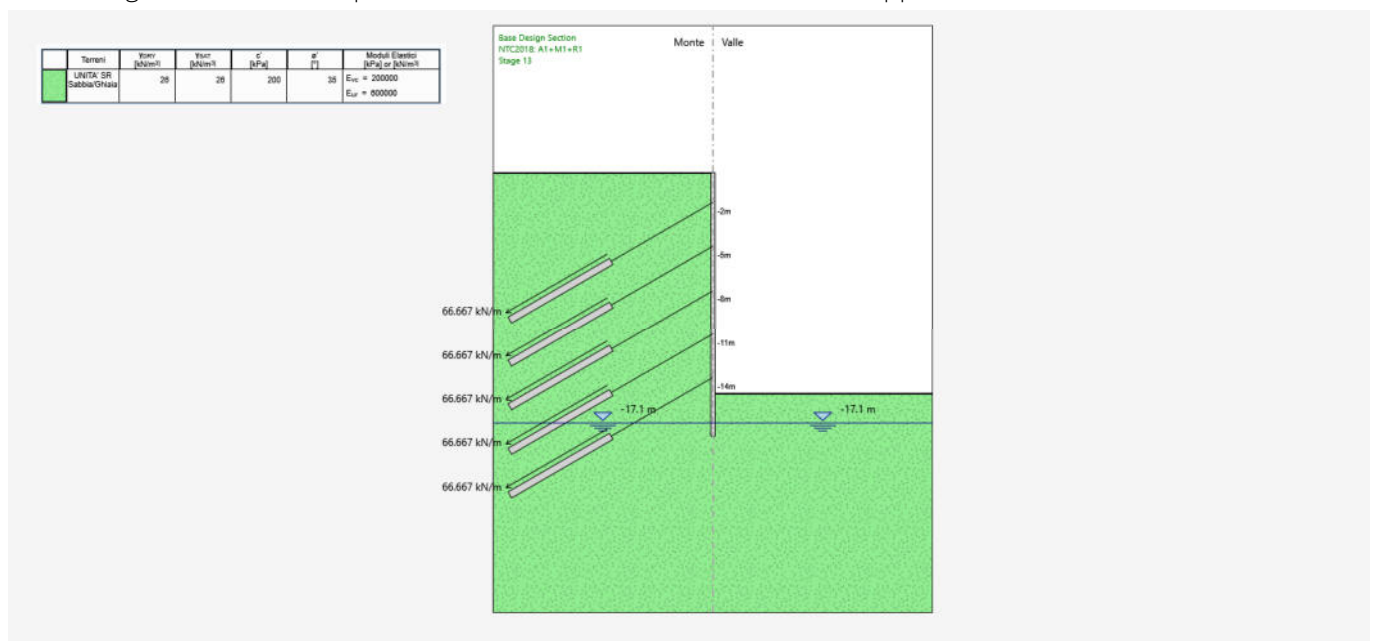 Base Design Section
NTC2018: A1+M1+R1
Stage 13
Monte Valle
Terreni γDRY [kN/m³] γSAT [kN/m³] c' [kPa] ø' [°] Moduli Elastici [kPa] or [kN/m³]
UNITA' SR
Sabbia/Ghiaia 26 26 200 35 Evc = 200000
Eur = 600000
-2m
-5m
-8m
66.667 kN/m
-11m
66.667 kN/m
-14m
66.667 kN/m
-17.1 m -17.1 m
66.667 kN/m
66.667 kN/m